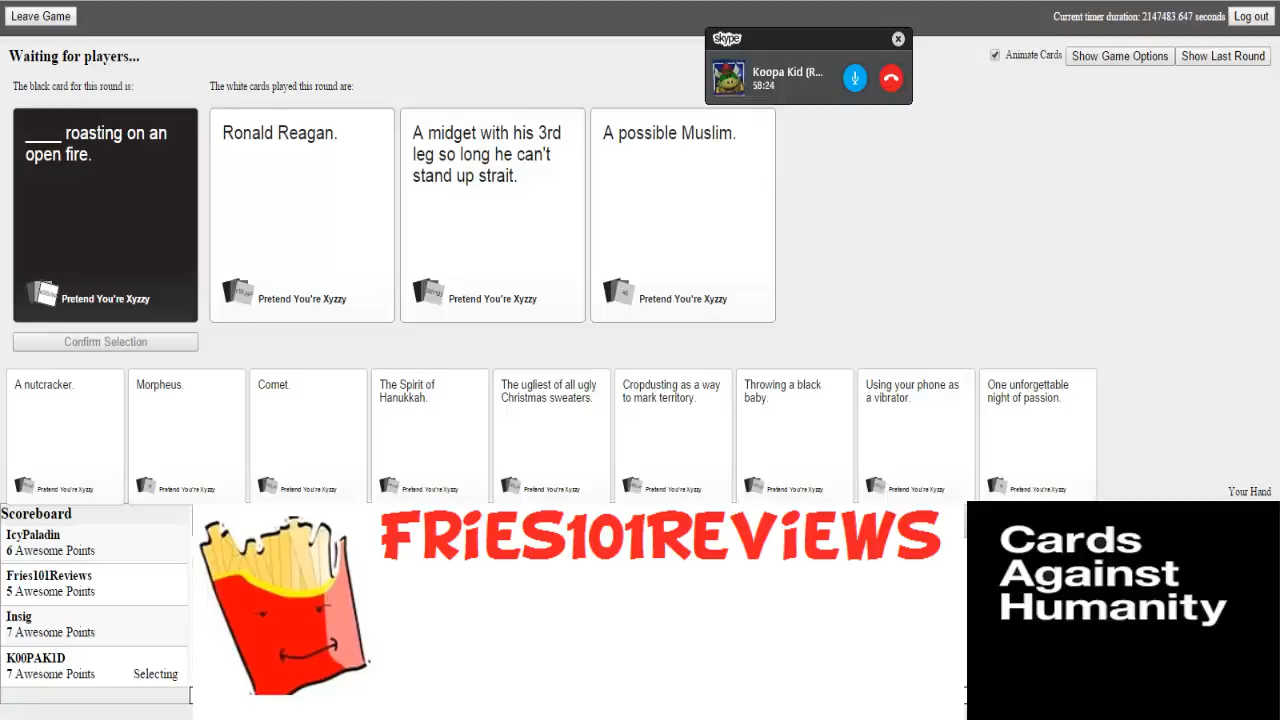 Leave Game
Current timer duration: 2147483.647 seconds
Log out
Waiting for players...
skype
Koopa Kid (R...
58:24
Animate Cards
Show Game Options
Show Last Round
The black card for this round is:
The white cards played this round are:
____ roasting on an
open fire.
Pretend You're Xyzzy
Ronald Reagan.
Pretend You're Xyzzy
A midget with his 3rd
leg so long he can't
stand up strait.
Pretend You're Xyzzy
A possible Muslim.
Pretend You're Xyzzy
Confirm Selection
A nutcracker.
Pretend You're Xyzzy
Morpheus.
Pretend You're Xyzzy
Comet.
Pretend You're Xyzzy
The Spirit of
Hanukkah.
Pretend You're Xyzzy
The ugliest of all ugly
Christmas sweaters.
Pretend You're Xyzzy
Cropdusting as a way
to mark territory.
Pretend You're Xyzzy
Throwing a black
baby.
Pretend You're Xyzzy
Using your phone as
a vibrator.
Pretend You're Xyzzy
One unforgettable
night of passion.
Pretend You're Xyzzy
Your Hand
Scoreboard
IcyPaladin
6 Awesome Points
Fries101Reviews
5 Awesome Points
Insig
7 Awesome Points
K00PAK1D
7 Awesome Points
Selecting
FRiES101REViEWS
Cards
Against
Humanity